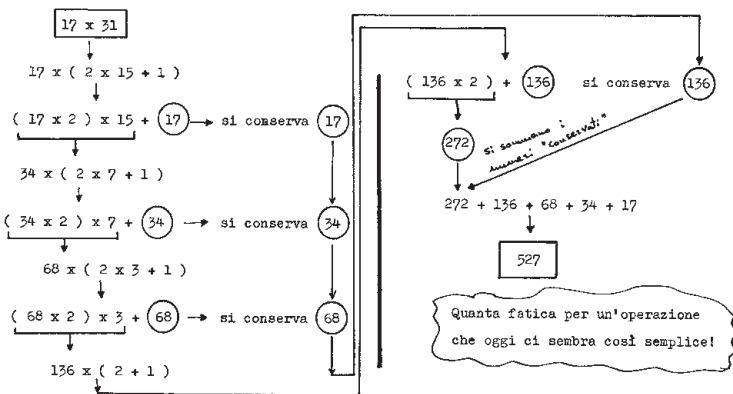 17 x 31
17 x ( 2 x 15 + 1 )
( 17 x 2 ) x 15 + 17 si conserva 17
34 x ( 2 x 7 + 1 )
( 34 x 2 ) x 7 + 34 si conserva 34
68 x ( 2 x 3 + 1 )
( 68 x 2 ) x 3 + 68 si conserva 68
136 x ( 2 + 1 )
( 136 x 2 ) + 136 si conserva 136
272
si sommano i
numeri "conservati"
272 + 136 + 68 + 34 + 17
527
Quanta fatica per un'operazione
che oggi ci sembra così semplice!